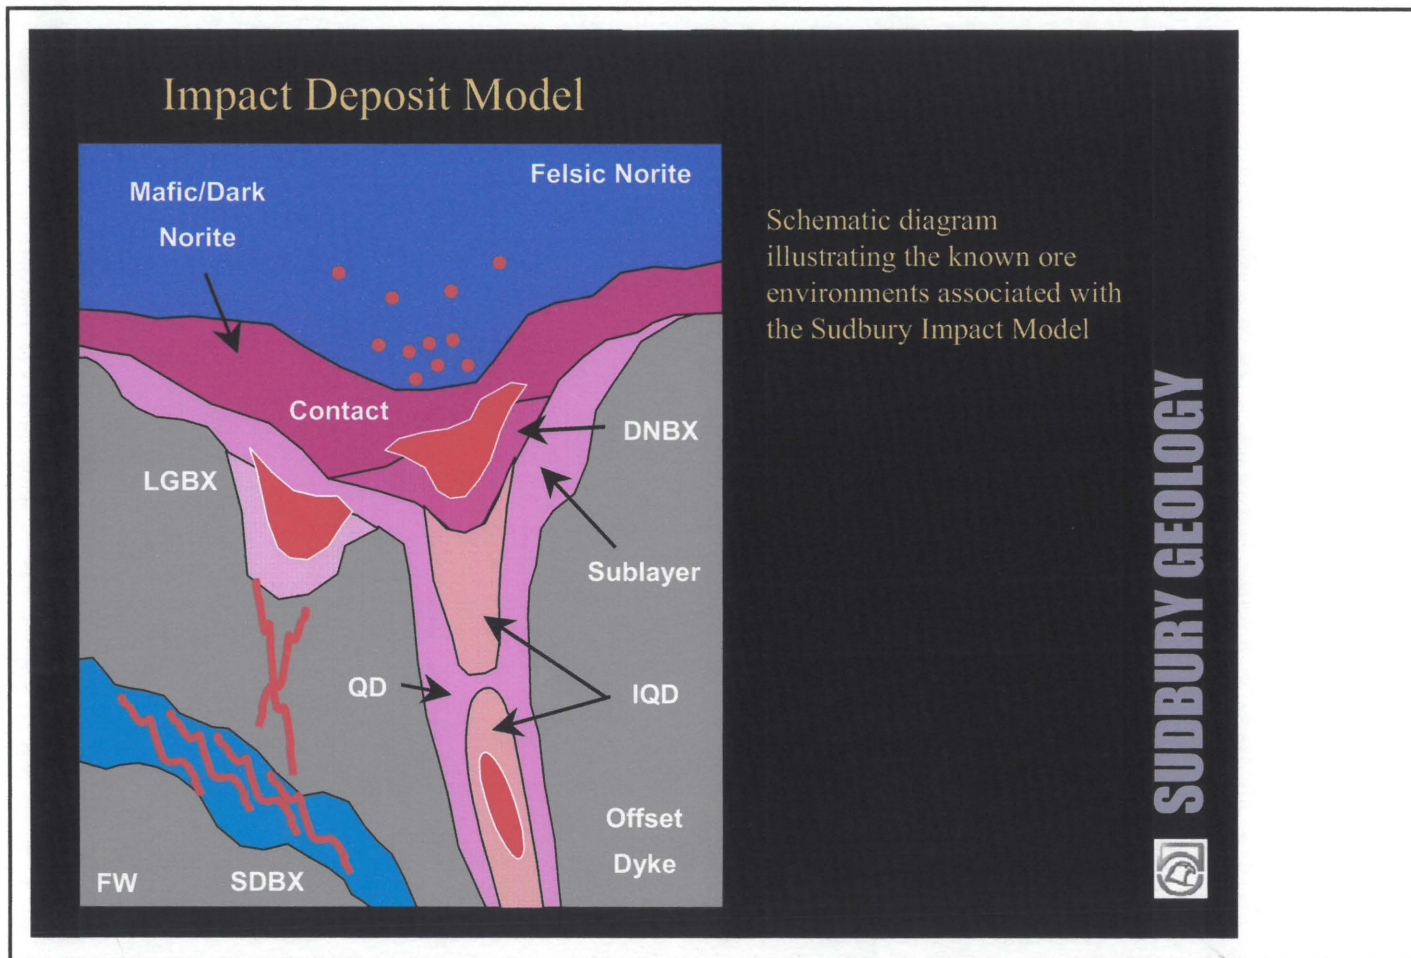 Impact Deposit Model
Felsic Norite
Mafic/Dark
Norite
Contact
DNBX
LGBX
Sublayer
QD
IQD
Offset
Dyke
FW
SDBX
Schematic diagram
illustrating the known ore
environments associated with
the Sudbury Impact Model
SUDBURY GEOLOGY